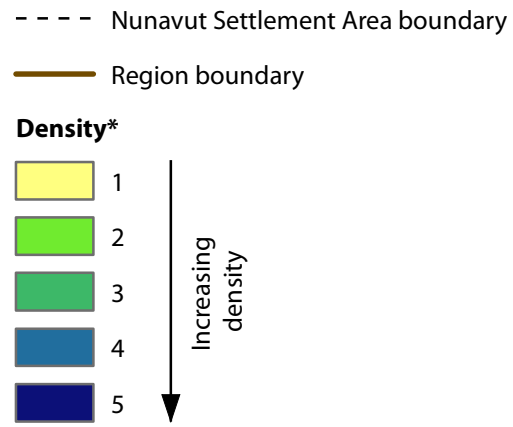 Nunavut Settlement Area boundary
Region boundary
Density*
1
2
3
4
5
Increasing
density